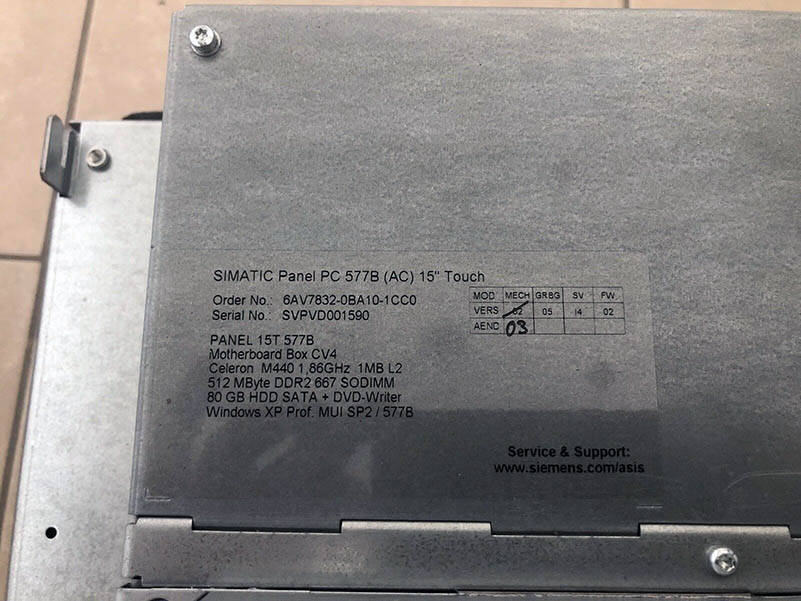 SIMATIC Panel PC 577B (AC) 15" Touch
Order No.: 6AV7832-0BA10-1CC0
Serial No.: SVPVD001590
MOD MECH GRBG SV FW
VERS 02 05 14 02
AEND 03
PANEL 15T 577B
Motherboard Box CV4
Celeron M440 1,86GHz 1MB L2
512 MByte DDR2 667 SODIMM
80 GB HDD SATA + DVD-Writer
Windows XP Prof. MUI SP2 / 577B
Service & Support:
www.siemens.com/asis